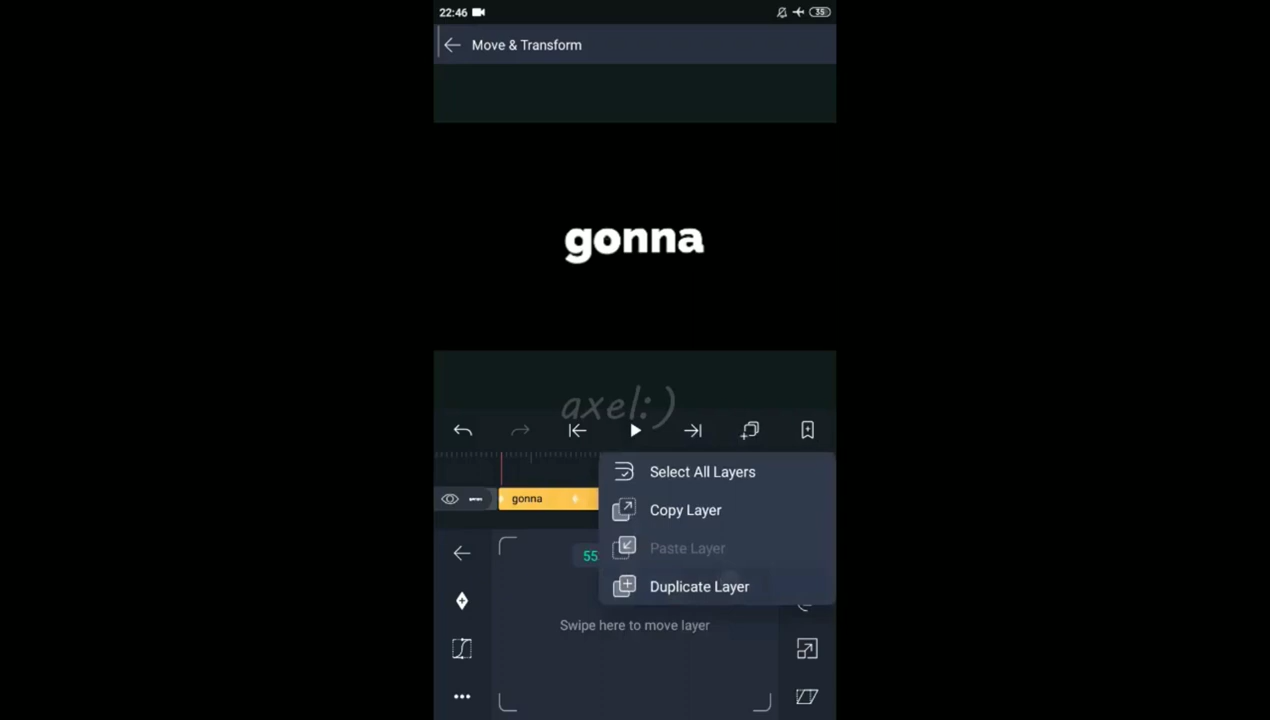 22:46
35
Move & Transform
gonna
axel:)
Select All Layers
gonna
Copy Layer
Paste Layer
55
Duplicate Layer
Swipe here to move layer